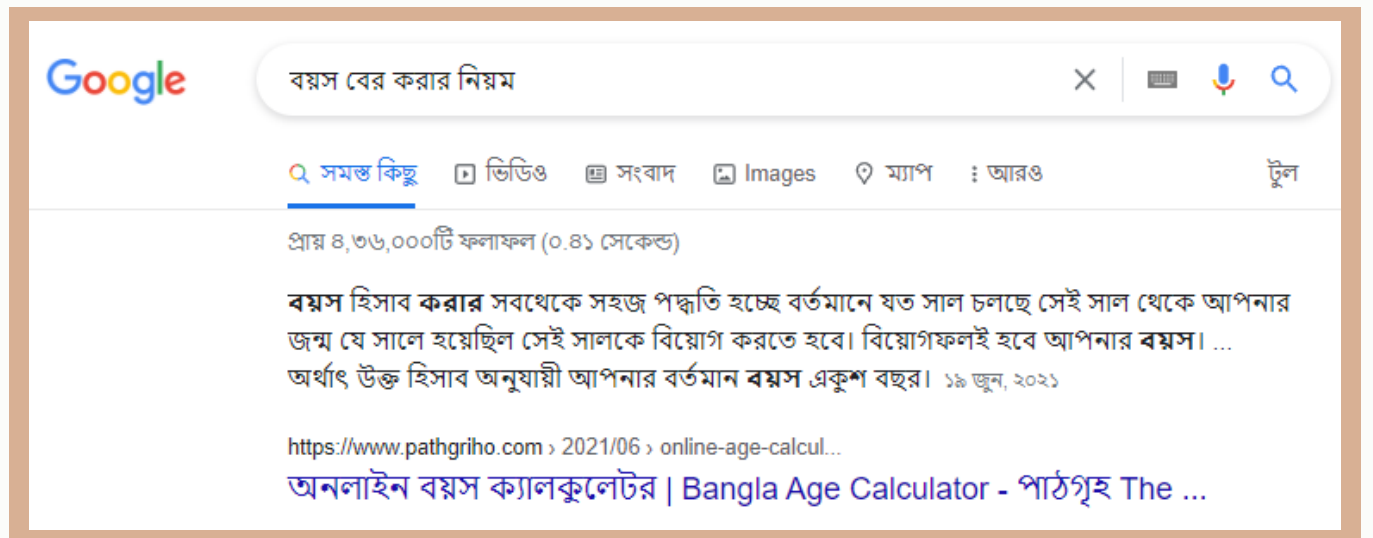 Google
বয়স বের করার নিয়ম
সমস্ত কিছু ভিডিও সংবাদ Images ম্যাপ আরও টুল
প্রায় ৪,৩৬,০০০টি ফলাফল (০.৪১ সেকেন্ড)
বয়স হিসাব করার সবথেকে সহজ পদ্ধতি হচ্ছে বর্তমানে যত সাল চলছে সেই সাল থেকে আপনার
জন্ম যে সালে হয়েছিল সেই সালকে বিয়োগ করতে হবে। বিয়োগফলই হবে আপনার বয়স। ...
অর্থাৎ উক্ত হিসাব অনুযায়ী আপনার বর্তমান বয়স একুশ বছর। ১৯ জুন, ২০২১
https://www.pathgriho.com › 2021/06 › online-age-calcul...
অনলাইন বয়স ক্যালকুলেটর | Bangla Age Calculator - পাঠগৃহ The ...